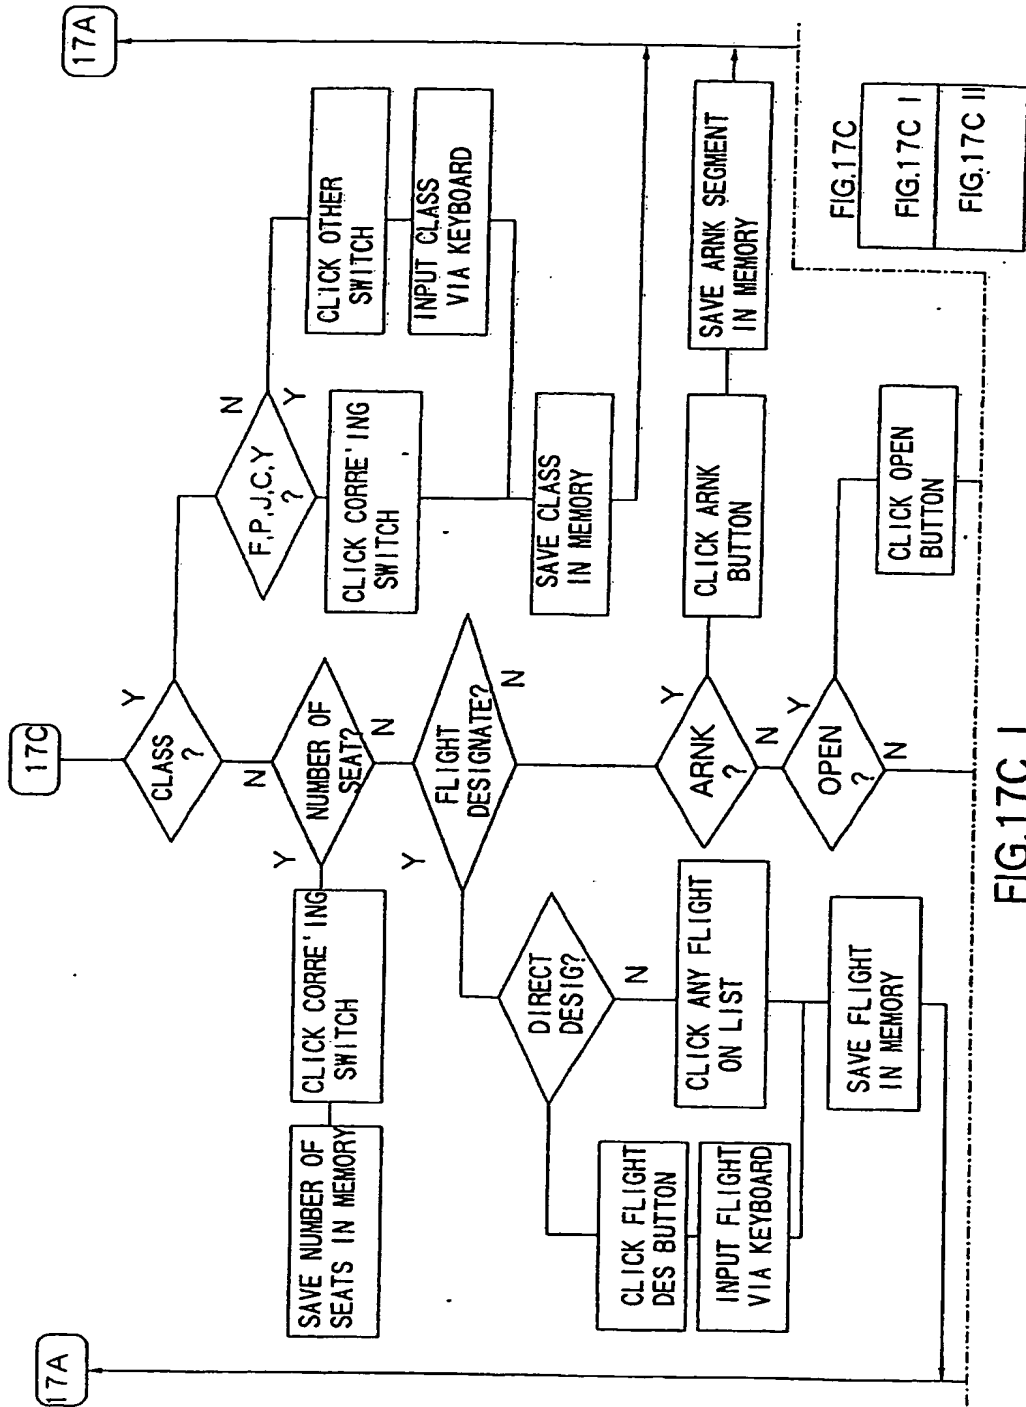 17C
17A
17A
CLASS
?
Y
N
F,P,J,C,Y
?
N
Y
CLICK OTHER
SWITCH
INPUT CLASS
VIA KEYBOARD
CLICK CORRE'ING
SWITCH
SAVE CLASS
IN MEMORY
NUMBER OF
SEAT?
Y
N
CLICK CORRE'ING
SWITCH
SAVE NUMBER OF
SEATS IN MEMORY
FLIGHT
DESIGNATE?
Y
N
DIRECT
DESIG?
N
CLICK FLIGHT
DES BUTTON
INPUT FLIGHT
VIA KEYBOARD
CLICK ANY FLIGHT
ON LIST
SAVE FLIGHT
IN MEMORY
ARNK
?
Y
N
CLICK ARNK
BUTTON
SAVE ARNK SEGMENT
IN MEMORY
OPEN
?
Y
N
CLICK OPEN
BUTTON
FIG.17C
FIG.17C I
FIG.17C II
FIG.17C I